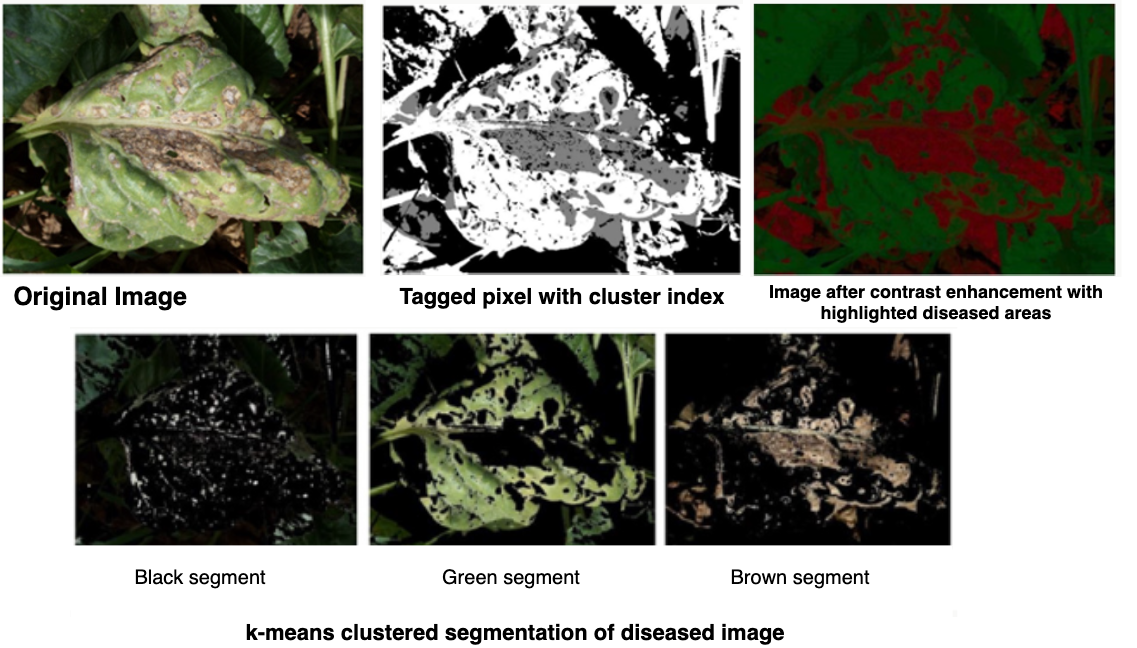 Original Image
Tagged pixel with cluster index
Image after contrast enhancement with
highlighted diseased areas
Black segment
Green segment
Brown segment
k-means clustered segmentation of diseased image